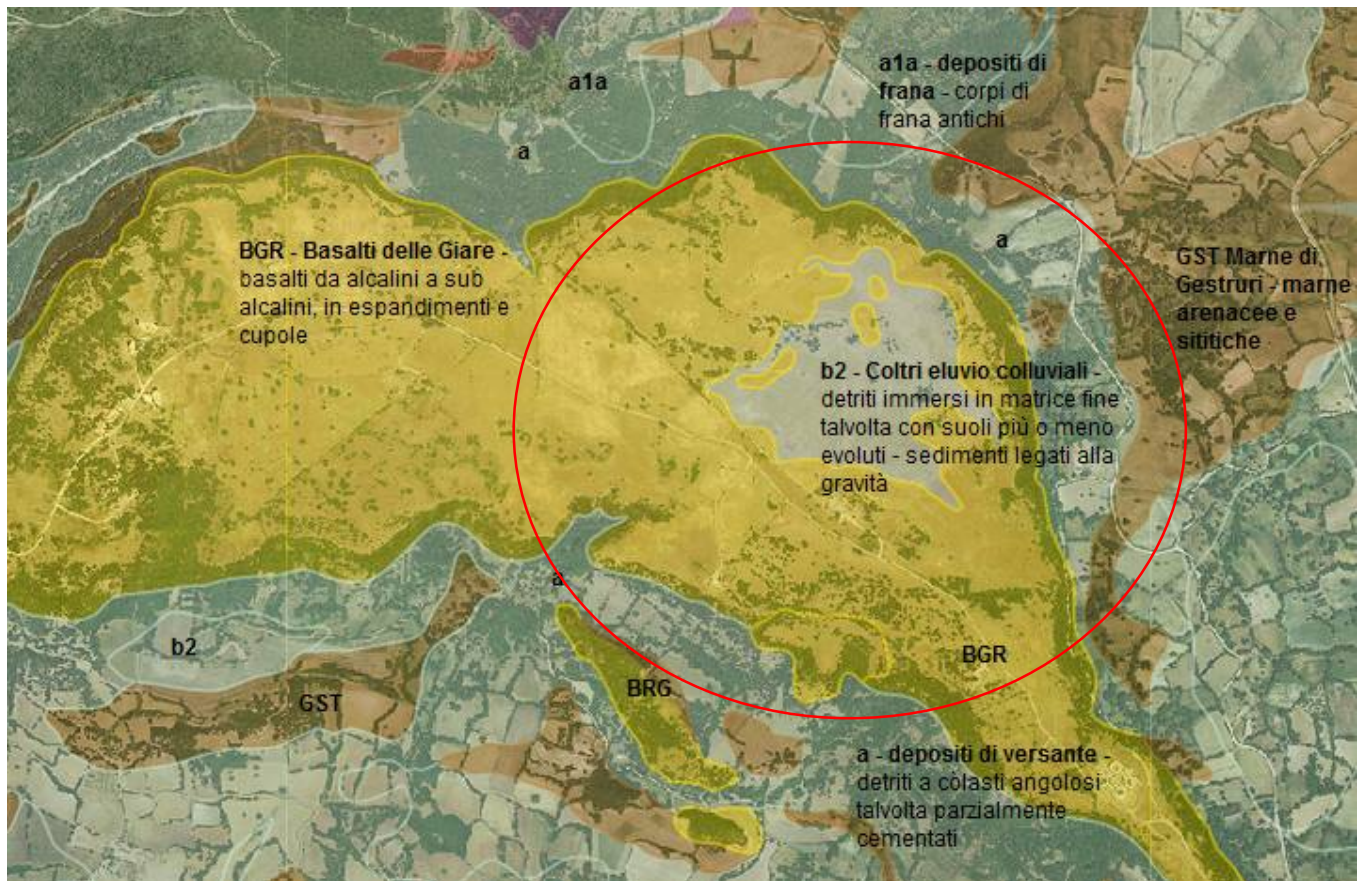 a1a
a1a - depositi di
frana - corpi di
frana antichi
a
a
BGR - Basalti delle Giare -
basalti da alcalini a sub
alcalini, in espandimenti e
cupole
GST Marne di
Gestruri - marne
arenacee e
sititiche
b2 - Coltri eluvio colluviali -
detriti immersi in matrice fine
talvolta con suoli più o meno
evoluti - sedimenti legati alla
gravità
a
b2
GST
BRG
BGR
a - depositi di versante -
detriti a colasti angolosi
talvolta parzialmente
cementati